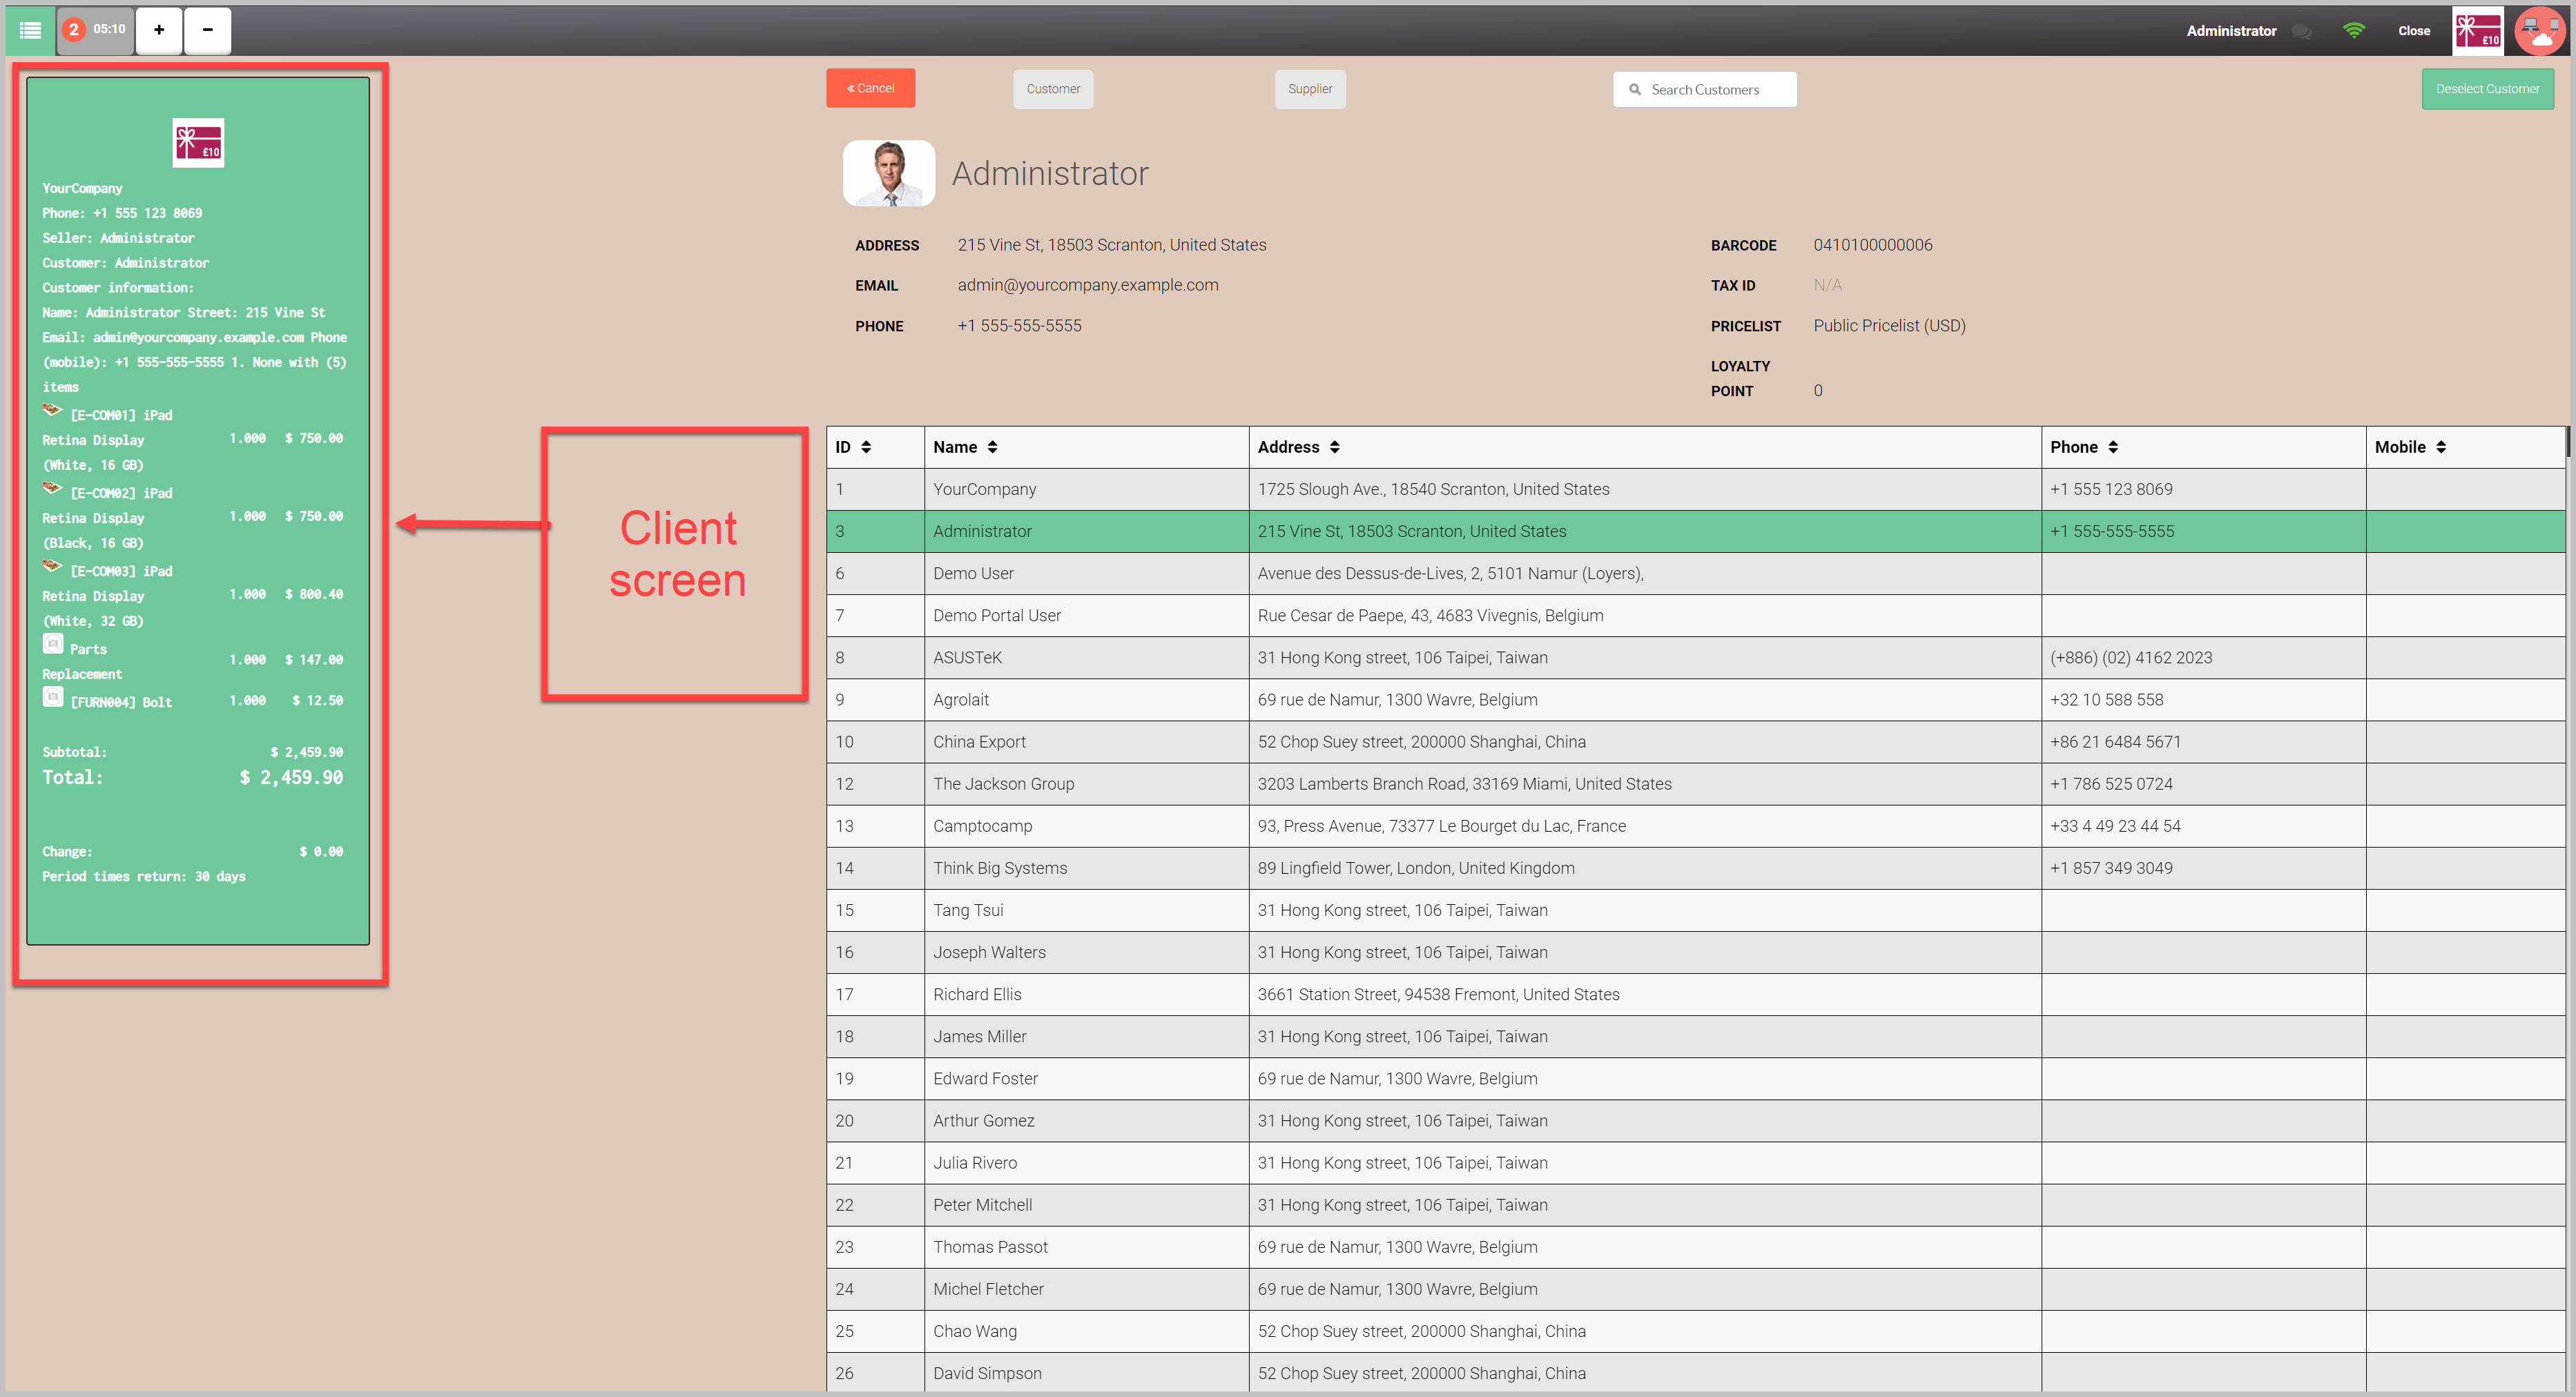 2 05:10 + -
Administrator Close £10
£10
YourCompany
Phone: +1 555 123 8069
Seller: Administrator
Customer: Administrator
Customer information:
Name: Administrator Street: 215 Vine St
Email: admin@yourcompany.example.com Phone
(mobile): +1 555-555-5555 1. None with (5)
items
[E-COM01] iPad
Retina Display 1.000 $ 750.00
(White, 16 GB)
[E-COM02] iPad
Retina Display 1.000 $ 750.00
(Black, 16 GB)
[E-COM03] iPad
Retina Display 1.000 $ 800.40
(White, 32 GB)
Parts
Replacement 1.000 $ 147.00
[FURN004] Bolt 1.000 $ 12.50
Subtotal: $ 2,459.90
Total: $ 2,459.90
Change: $ 0.00
Period times return: 30 days
Client
screen
« Cancel Customer Supplier Search Customers Deselect Customer
Administrator
ADDRESS 215 Vine St, 18503 Scranton, United States
EMAIL admin@yourcompany.example.com
PHONE +1 555-555-5555
BARCODE 0410100000006
TAX ID N/A
PRICELIST Public Pricelist (USD)
LOYALTY
POINT 0
ID Name Address Phone Mobile
1 YourCompany 1725 Slough Ave., 18540 Scranton, United States +1 555 123 8069
3 Administrator 215 Vine St, 18503 Scranton, United States +1 555-555-5555
6 Demo User Avenue des Dessus-de-Lives, 2, 5101 Namur (Loyers),
7 Demo Portal User Rue Cesar de Paepe, 43, 4683 Vivegnis, Belgium
8 ASUSTeK 31 Hong Kong street, 106 Taipei, Taiwan (+886) (02) 4162 2023
9 Agrolait 69 rue de Namur, 1300 Wavre, Belgium +32 10 588 558
10 China Export 52 Chop Suey street, 200000 Shanghai, China +86 21 6484 5671
12 The Jackson Group 3203 Lamberts Branch Road, 33169 Miami, United States +1 786 525 0724
13 Camptocamp 93, Press Avenue, 73377 Le Bourget du Lac, France +33 4 49 23 44 54
14 Think Big Systems 89 Lingfield Tower, London, United Kingdom +1 857 349 3049
15 Tang Tsui 31 Hong Kong street, 106 Taipei, Taiwan
16 Joseph Walters 31 Hong Kong street, 106 Taipei, Taiwan
17 Richard Ellis 3661 Station Street, 94538 Fremont, United States
18 James Miller 31 Hong Kong street, 106 Taipei, Taiwan
19 Edward Foster 69 rue de Namur, 1300 Wavre, Belgium
20 Arthur Gomez 31 Hong Kong street, 106 Taipei, Taiwan
21 Julia Rivero 31 Hong Kong street, 106 Taipei, Taiwan
22 Peter Mitchell 31 Hong Kong street, 106 Taipei, Taiwan
23 Thomas Passot 69 rue de Namur, 1300 Wavre, Belgium
24 Michel Fletcher 69 rue de Namur, 1300 Wavre, Belgium
25 Chao Wang 52 Chop Suey street, 200000 Shanghai, China
26 David Simpson 52 Chop Suey street, 200000 Shanghai, China